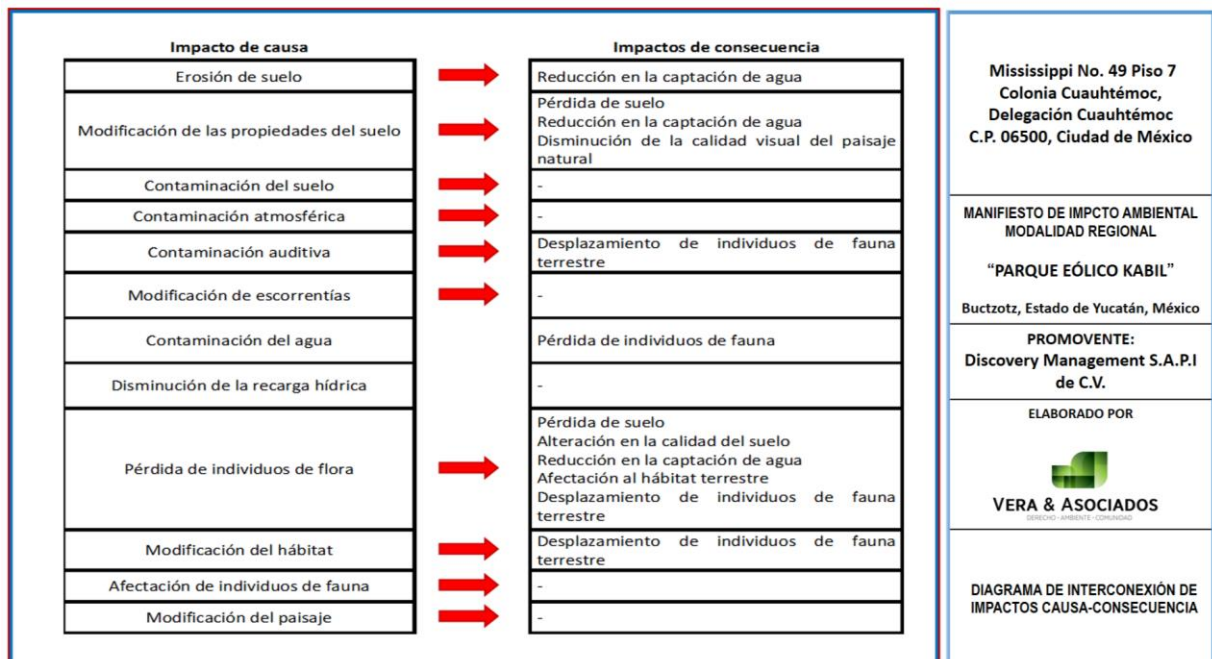 Impacto de causa
Impactos de consecuencia
Erosión de suelo
Reducción en la captación de agua
Modificación de las propiedades del suelo
Pérdida de suelo
Reducción en la captación de agua
Disminución de la calidad visual del paisaje
natural
Contaminación del suelo
-
Contaminación atmosférica
-
Contaminación auditiva
Desplazamiento de individuos de fauna
terrestre
Modificación de escorrentías
-
Contaminación del agua
Pérdida de individuos de fauna
Disminución de la recarga hídrica
-
Pérdida de individuos de flora
Pérdida de suelo
Alteración en la calidad del suelo
Reducción en la captación de agua
Afectación al hábitat terrestre
Desplazamiento de individuos de fauna
terrestre
Modificación del hábitat
Desplazamiento de individuos de fauna
terrestre
Afectación de individuos de fauna
-
Modificación del paisaje
-
Mississippi No. 49 Piso 7
Colonia Cuauhtémoc,
Delegación Cuauhtémoc
C.P. 06500, Ciudad de México
MANIFIESTO DE IMPCTO AMBIENTAL
MODALIDAD REGIONAL
“PARQUE EÓLICO KABIL”
Buctzotz, Estado de Yucatán, México
PROMOVENTE:
Discovery Management S.A.P.I
de C.V.
ELABORADO POR
VERA & ASOCIADOS
DERECHO - AMBIENTE - COMUNIDAD
DIAGRAMA DE INTERCONEXIÓN DE
IMPACTOS CAUSA-CONSECUENCIA